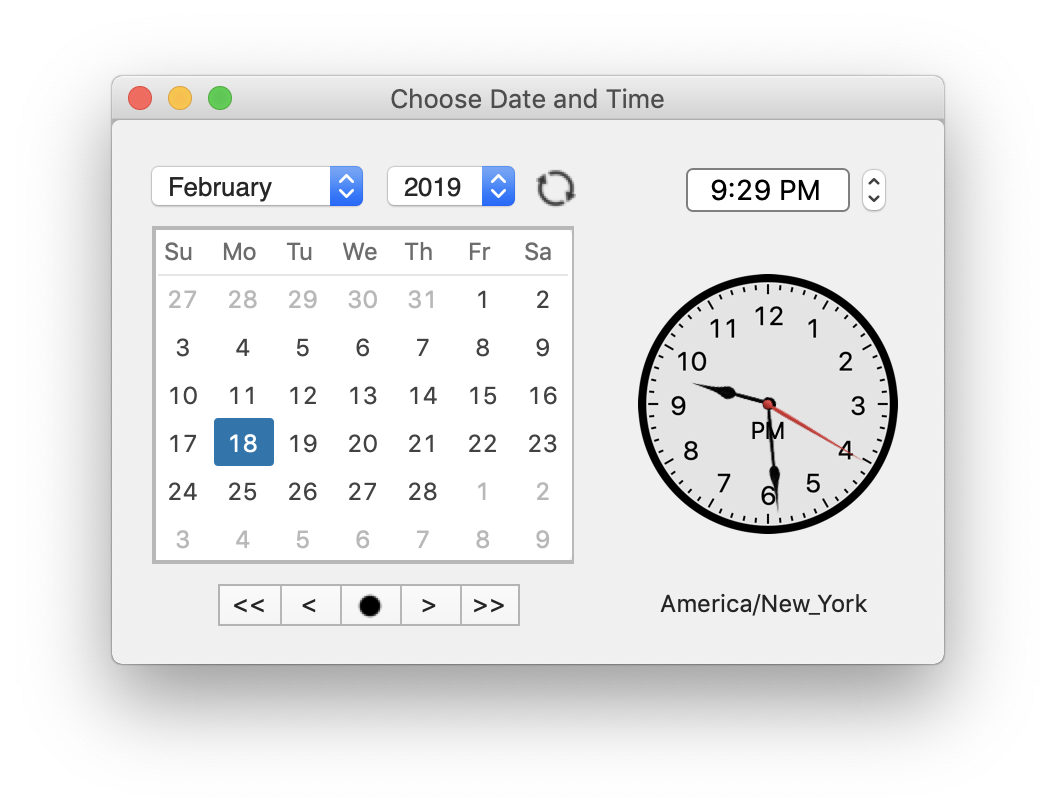 Choose Date and Time
February 2019
9:29 PM
Su Mo Tu We Th Fr Sa
27 28 29 30 31 1 2
3 4 5 6 7 8 9
10 11 12 13 14 15 16
17 18 19 20 21 22 23
24 25 26 27 28 1 2
3 4 5 6 7 8 9
<< < > >>
12
11 1
10 2
9 3
PM
8 4
7 5
6
America/New_York